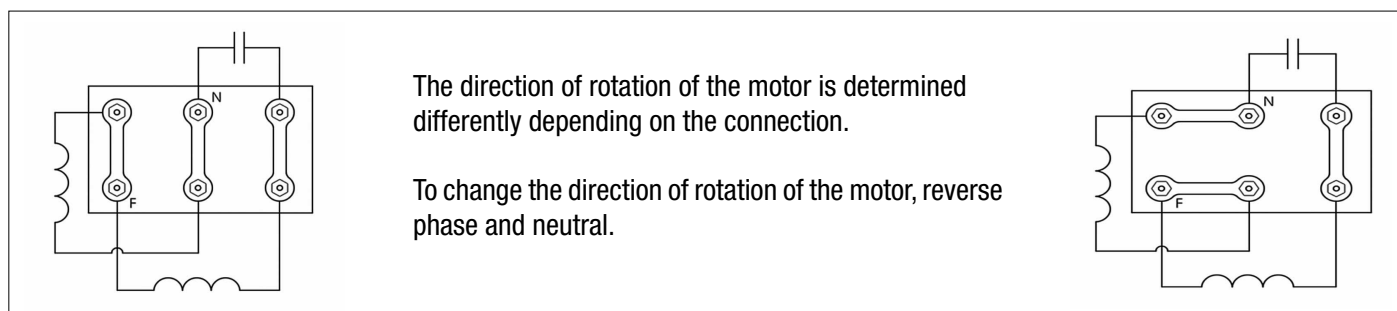 N
F
The direction of rotation of the motor is determined
differently depending on the connection.
To change the direction of rotation of the motor, reverse
phase and neutral.
N
F